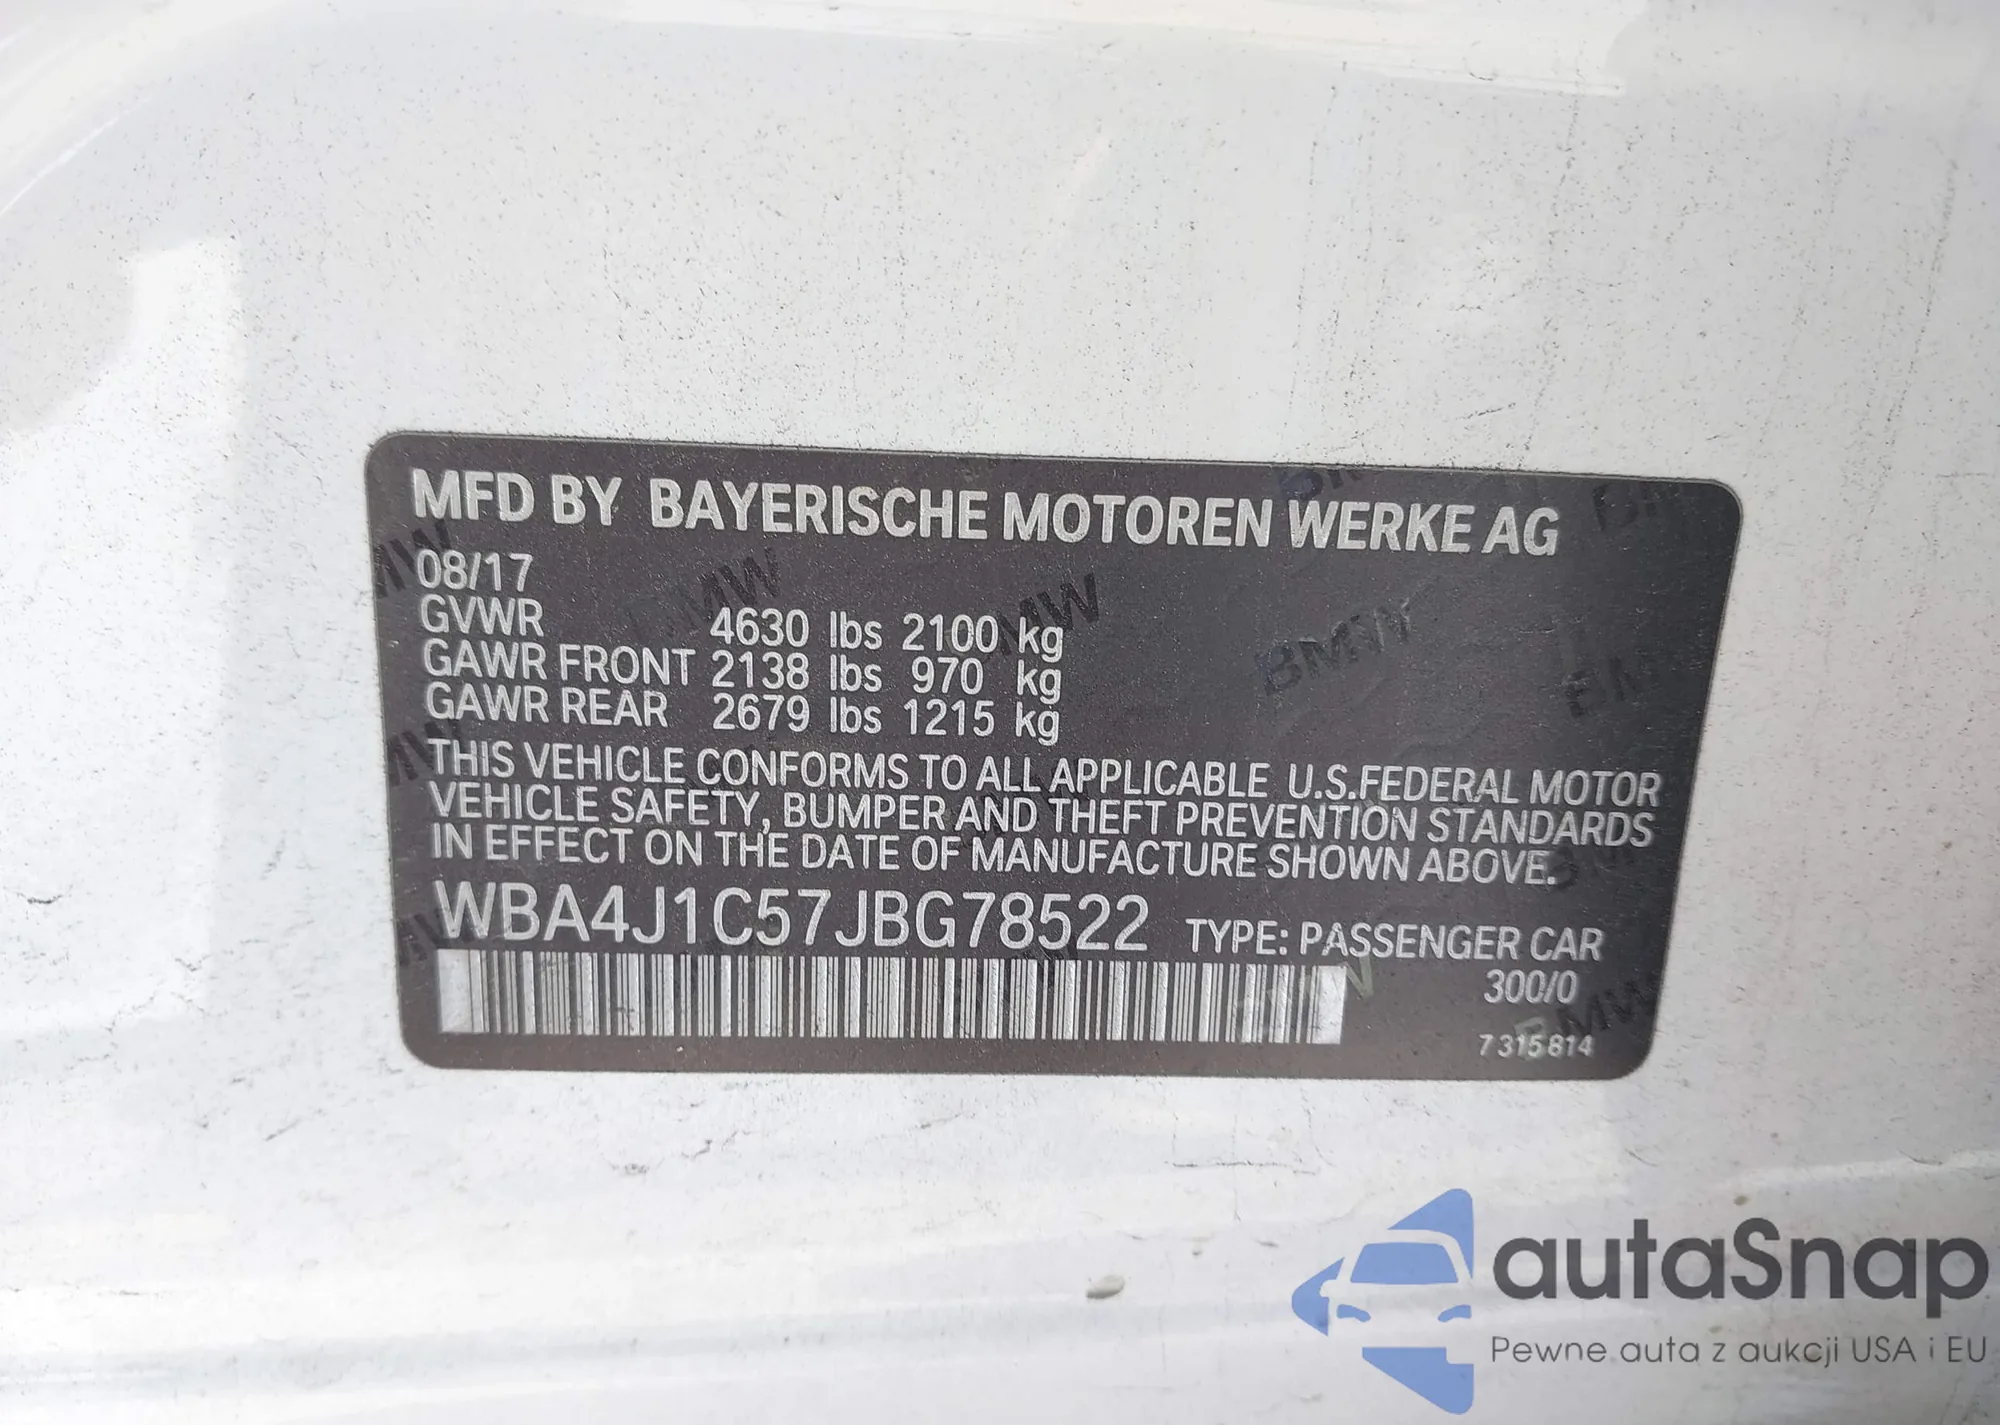 MFD BY BAYERISCHE MOTOREN WERKE AG
08/17
GVWR 4630 lbs 2100 kg
GAWR FRONT 2138 lbs 970 kg
GAWR REAR 2679 lbs 1215 kg
THIS VEHICLE CONFORMS TO ALL APPLICABLE U.S.FEDERAL MOTOR
VEHICLE SAFETY, BUMPER AND THEFT PREVENTION STANDARDS
IN EFFECT ON THE DATE OF MANUFACTURE SHOWN ABOVE.
WBA4J1C57JBG78522 TYPE: PASSENGER CAR
300/0
7315814
autaSnap
Pewne auta z aukcji USA i EU